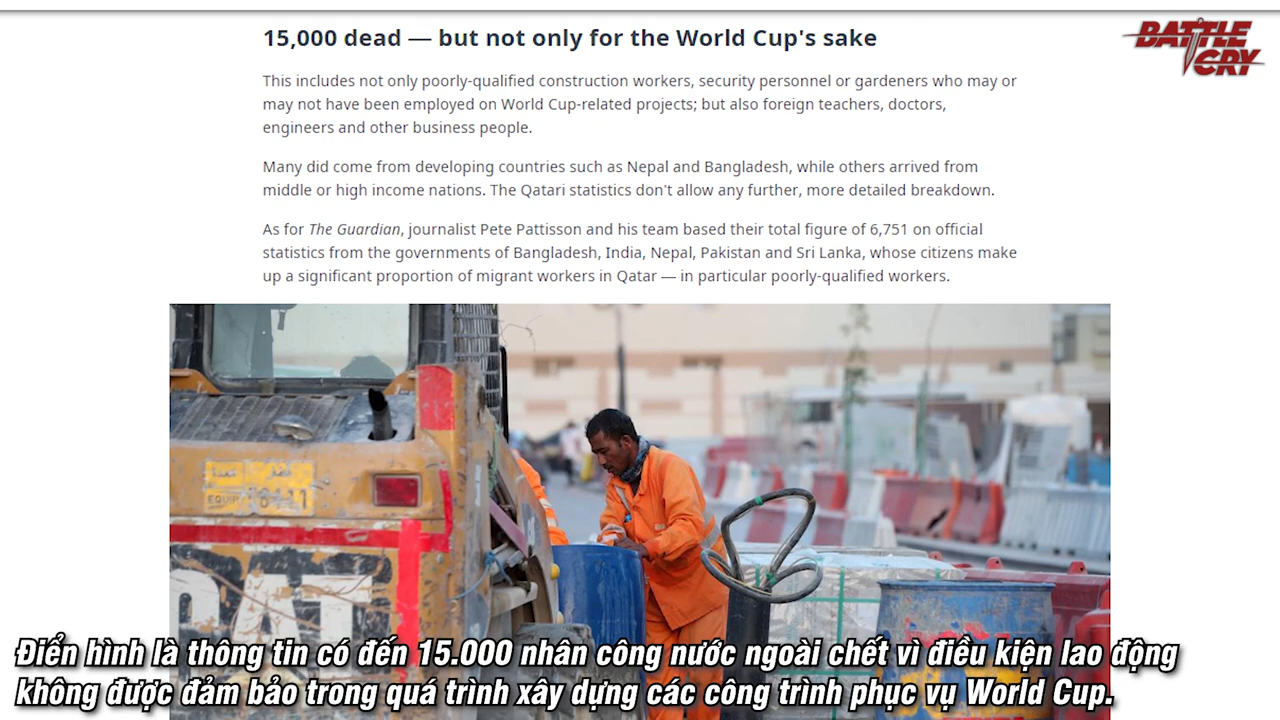 BATTLE
CRY
15,000 dead — but not only for the World Cup's sake
This includes not only poorly-qualified construction workers, security personnel or gardeners who may or
may not have been employed on World Cup-related projects; but also foreign teachers, doctors,
engineers and other business people.
Many did come from developing countries such as Nepal and Bangladesh, while others arrived from
middle or high income nations. The Qatari statistics don't allow any further, more detailed breakdown.
As for The Guardian, journalist Pete Pattisson and his team based their total figure of 6,751 on official
statistics from the governments of Bangladesh, India, Nepal, Pakistan and Sri Lanka, whose citizens make
up a significant proportion of migrant workers in Qatar — in particular poorly-qualified workers.
Điển hình là thông tin có đến 15.000 nhân công nước ngoài chết vì điều kiện lao động
không được đảm bảo trong quá trình xây dựng các công trình phục vụ World Cup.